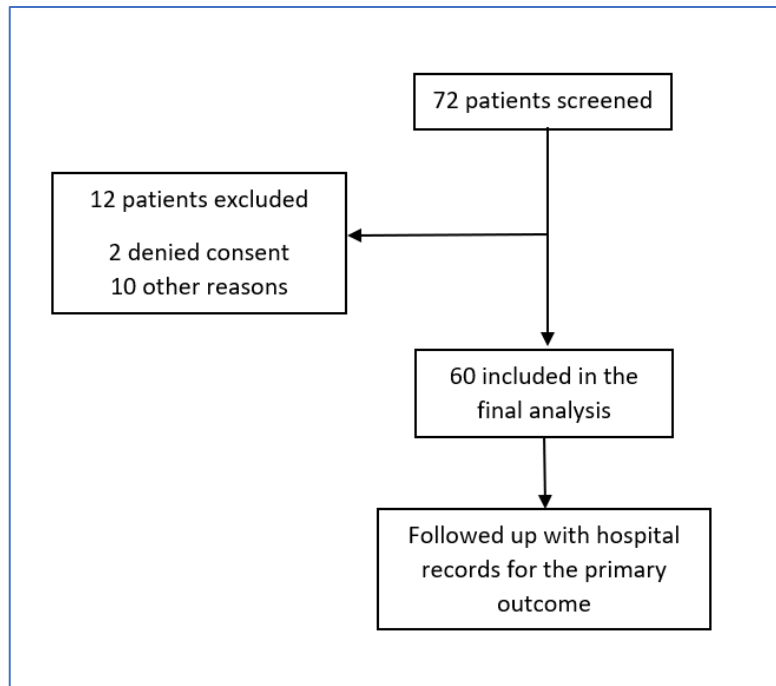 72 patients screened
12 patients excluded
2 denied consent
10 other reasons
60 included in the
final analysis
Followed up with hospital
records for the primary
outcome